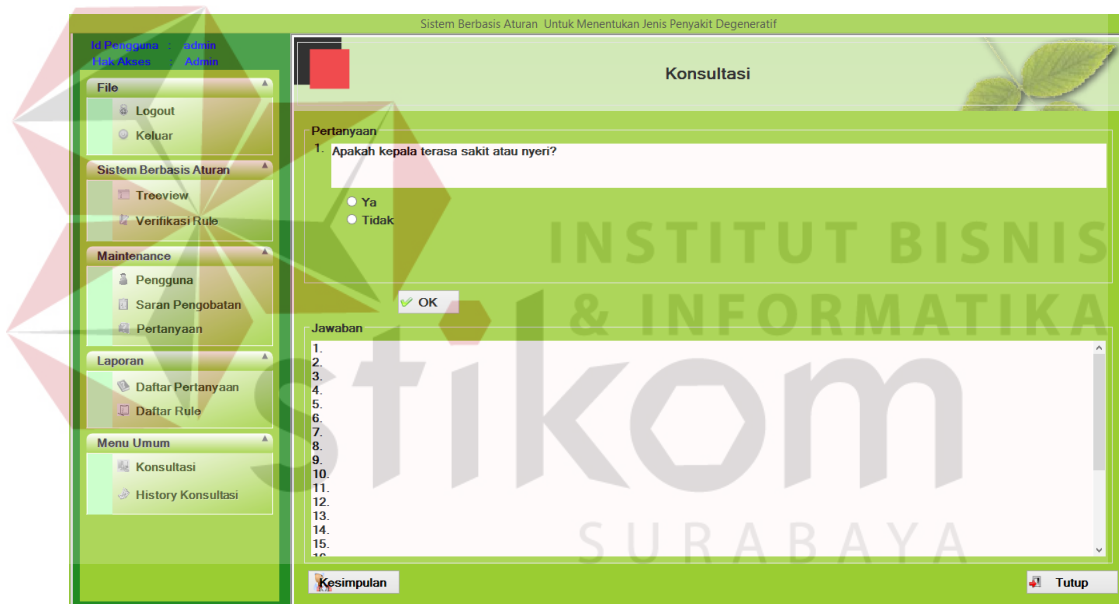 Sistem Berbasis Aturan Untuk Menentukan Jenis Penyakit Degeneratif
Id Pengguna : admin
Hak Akses : Admin
File
Logout
Keluar
Sistem Berbasis Aturan
Treeview
Verifikasi Rule
Maintenance
Pengguna
Saran Pengobatan
Pertanyaan
Laporan
Daftar Pertanyaan
Daftar Rule
Menu Umum
Konsultasi
History Konsultasi
Konsultasi
Pertanyaan
1. Apakah kepala terasa sakit atau nyeri?
Ya
Tidak
OK
Jawaban
1.
2.
3.
4.
5.
6.
7.
8.
9.
10.
11.
12.
13.
14.
15.
Kesimpulan
Tutup
INSTITUT BISNIS
& INFORMATIKA
stikom
SURABAYA